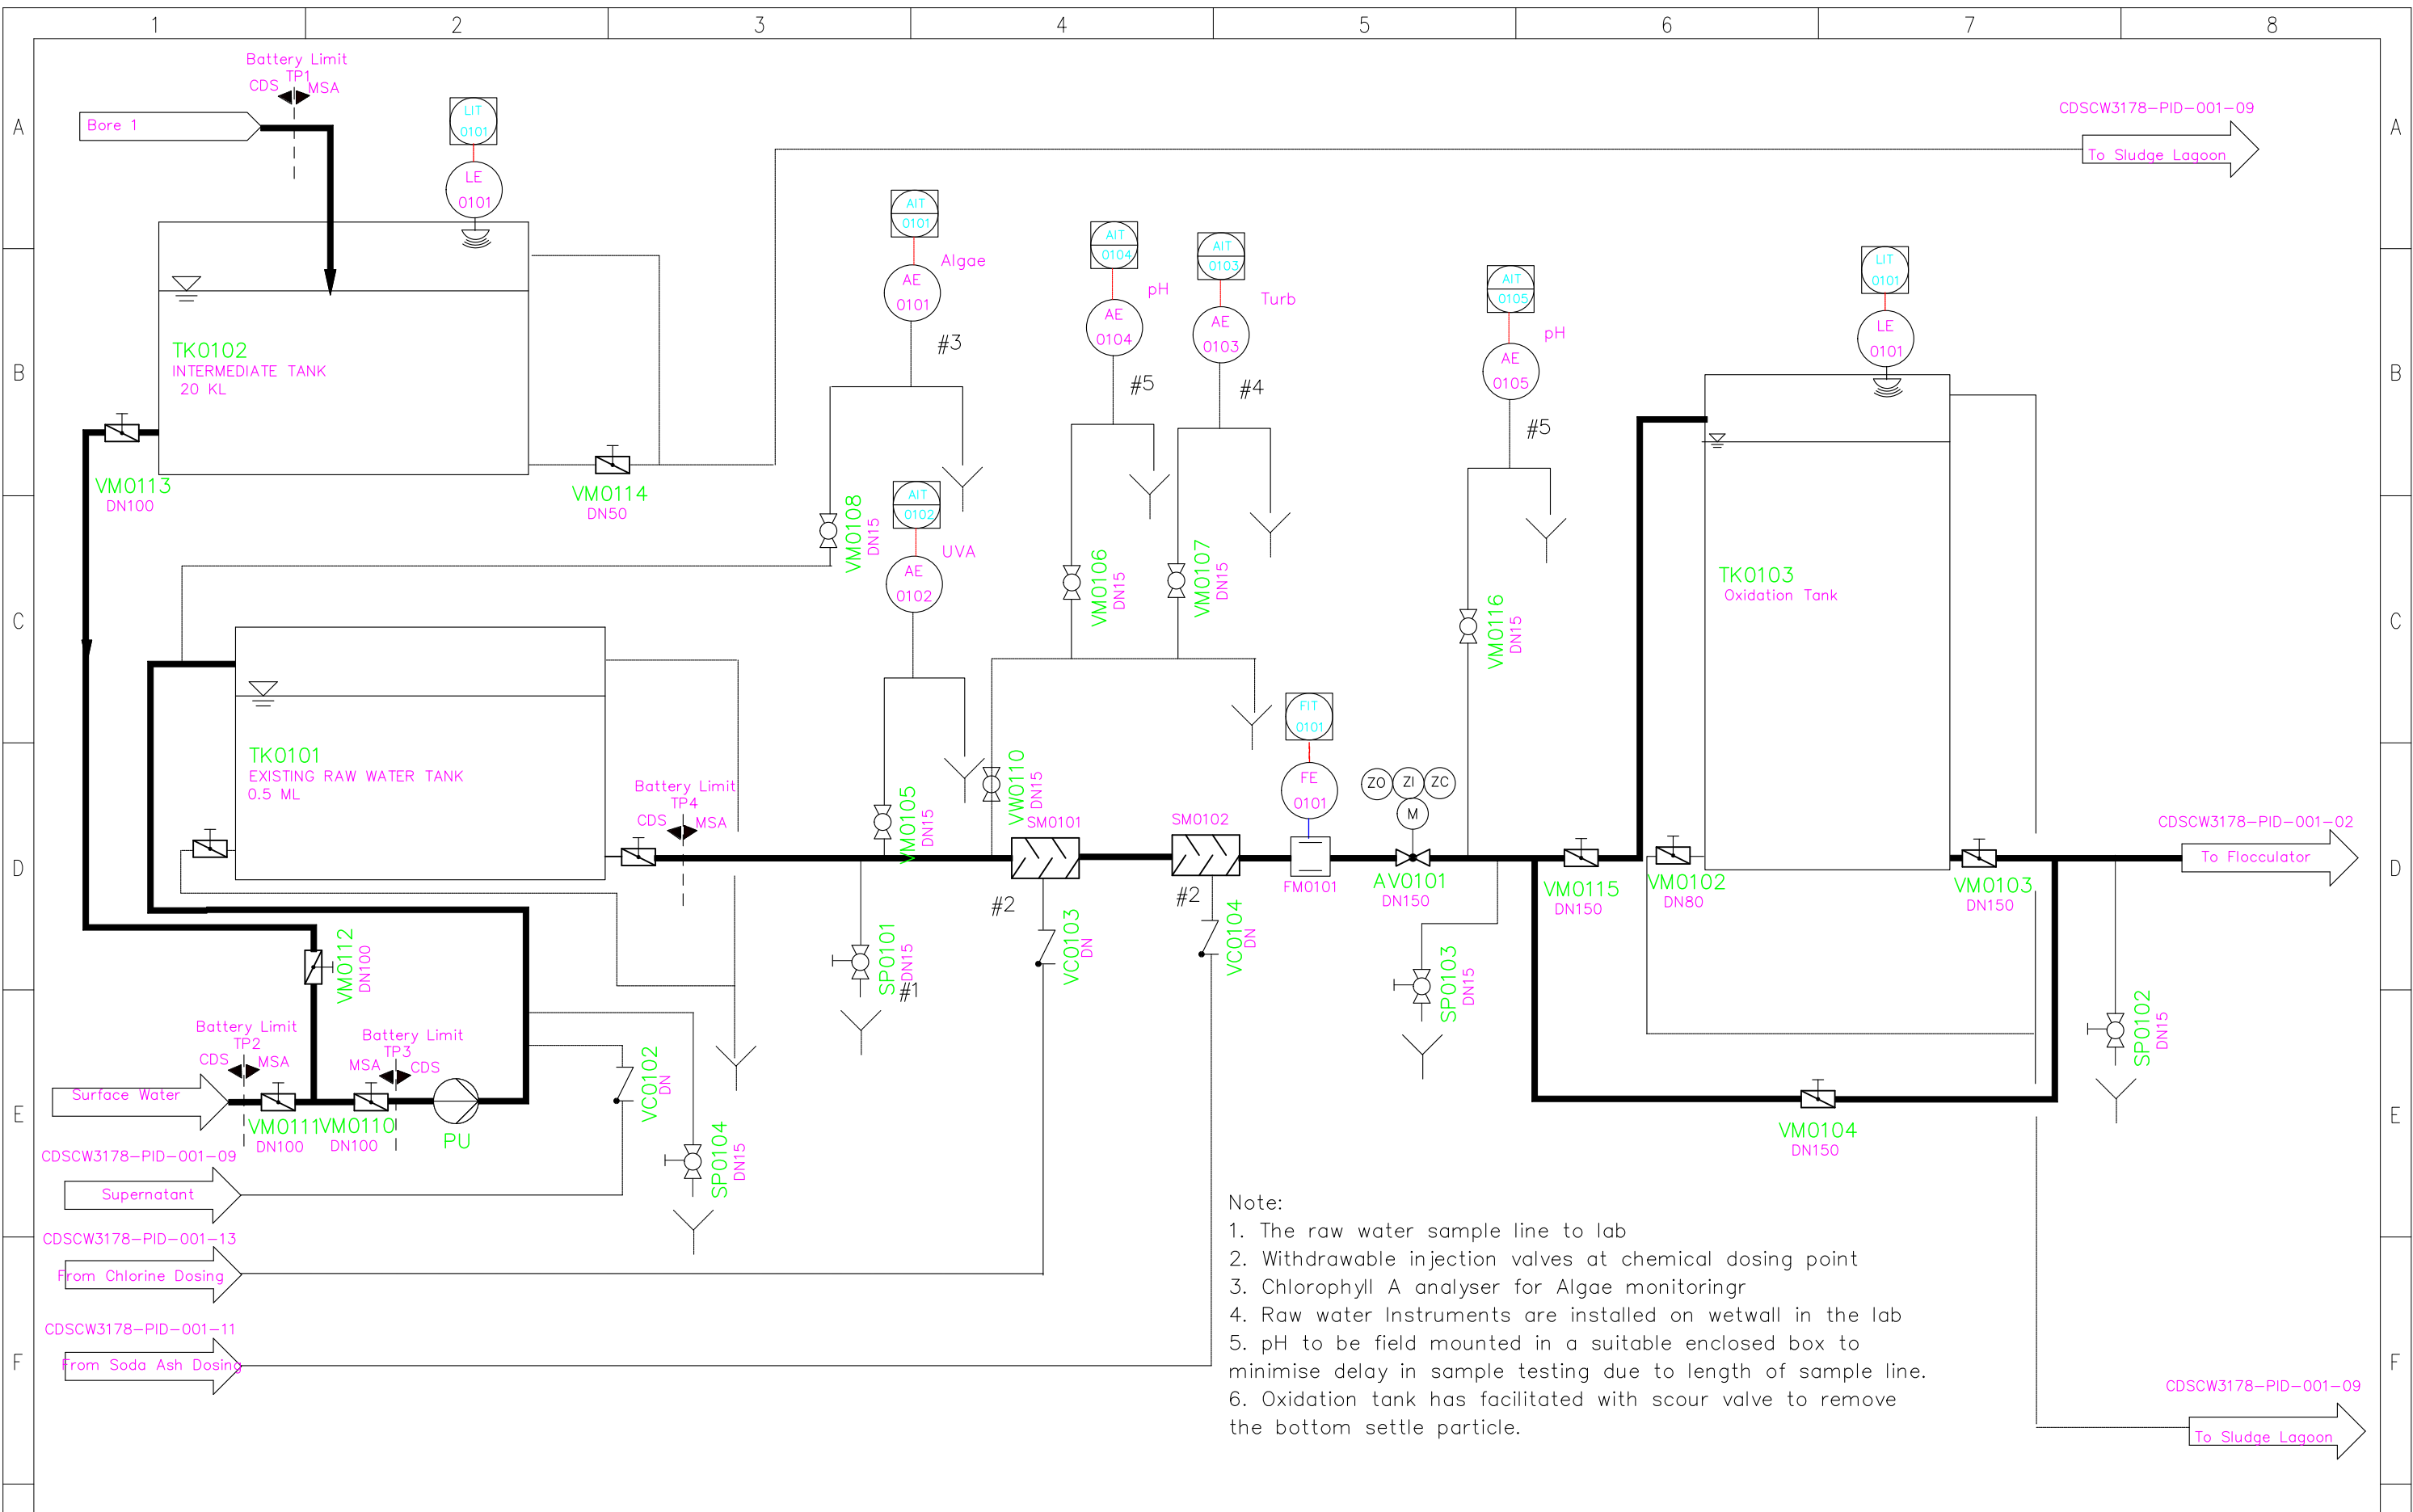 1 2 3 4 5 6 7 8
A
A
Battery Limit
TP1
CDS MSA
Bore 1
LIT
0101
LE
0101
CDSCW3178-PID-001-09
To Sludge Lagoon
AIT
0101
AE
0101
Algae
#3
AIT
0104
AE
0104
pH
#5
AIT
0103
AE
0103
Turb
#4
AIT
0105
AE
0105
pH
#5
LIT
0101
LE
0101
B
B
TK0102
INTERMEDIATE TANK
20 KL
VM0113
DN100
VM0114
DN50
VM0108
DN15
AIT
0102
AE
0102
UVA
VM0106
DN15
VM0107
DN15
VM0116
DN15
TK0103
Oxidation Tank
C
C
TK0101
EXISTING RAW WATER TANK
0.5 ML
Battery Limit
TP4
CDS MSA
VM0105
DN15
VW0110
DN15
SM0101
SM0102
FIT
0101
FE
0101
FM0101
ZO ZI ZC
M
AV0101
DN150
VM0115
DN150
VM0102
DN80
VM0103
DN150
CDSCW3178-PID-001-02
To Flocculator
D
D
#2
#2
VM0112
DN100
SP0101
DN15
#1
VC0103
DN
VC0104
DN
SP0103
DN15
SP0102
DN15
Battery Limit
TP2
CDS MSA
Battery Limit
TP3
MSA CDS
Surface Water
VM0111
DN100
VM0110
DN100
PU
VC0102
DN
SP0104
DN15
VM0104
DN150
E
E
CDSCW3178-PID-001-09
Supernatant
CDSCW3178-PID-001-13
From Chlorine Dosing
CDSCW3178-PID-001-11
From Soda Ash Dosing
F
F
Note:
1. The raw water sample line to lab
2. Withdrawable injection valves at chemical dosing point
3. Chlorophyll A analyser for Algae monitoringr
4. Raw water Instruments are installed on wetwall in the lab
5. pH to be field mounted in a suitable enclosed box to
minimise delay in sample testing due to length of sample line.
6. Oxidation tank has facilitated with scour valve to remove
the bottom settle particle.
CDSCW3178-PID-001-09
To Sludge Lagoon